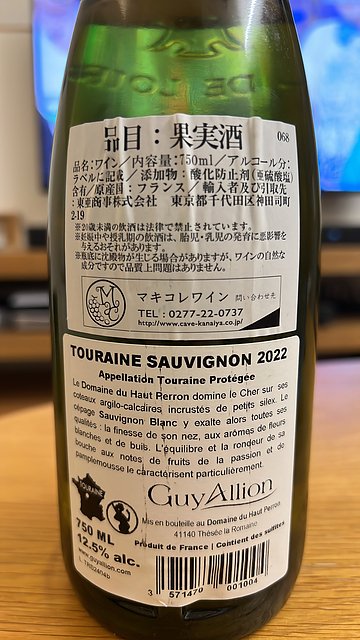 DE LOIRE
品目：果実酒
068
品名：ワイン／内容量：750ml／アルコール分：
ラベルに記載／添加物：酸化防止剤（亜硫酸塩）
含有／原産国：フランス／輸入者及び引取先
：東亜商事株式会社 東京都千代田区神田司町
2-19
※20歳未満の飲酒は法律で禁止されています。
※妊娠中や授乳期の飲酒は、胎児・乳児の発育に悪影響を
与えるおそれがあります。
※瓶底に沈殿物が生じる場合がありますが、ワインの自然な
成分ですので品質上問題はありません。
M
マキコレワイン 問い合わせ先
TEL：0277-22-0737
http://www.cave-kanaiya.co.jp/
TOURAINE SAUVIGNON 2022
Appellation Touraine Protégée
Le Domaine du Haut Perron domine le Cher sur ses
coteaux argilo-calcaires incrustés de petits silex. Le
cépage Sauvignon Blanc y exalte alors toutes ses
qualités : la finesse de son nez, aux arômes de fleurs
blanches et de buis. L'équilibre et la rondeur de sa
bouche aux notes de fruits de la passion et de
pamplemousse le caractérisent particulièrement.
TOURAINE
GuyAllion
Mis en bouteille au Domaine du Haut Perron
41140 Thésée la Romaine
750 ML
12.5% alc.
Produit de France | Contient des sulfites
www.guyallion.com
L. TRS2404b
3 571470 001004